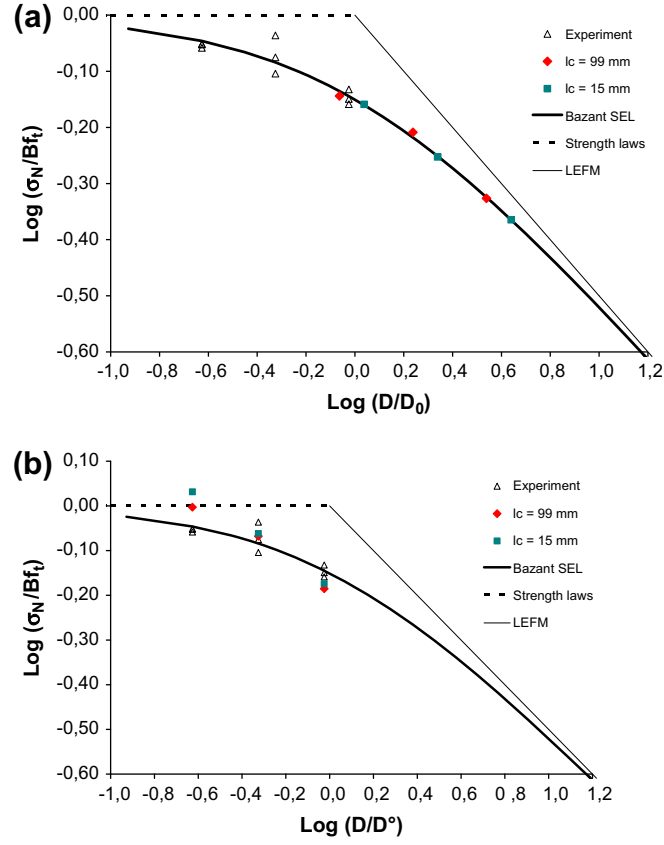 (a)
0,00
-0,10
-0,20
-0,30
-0,40
-0,50
-0,60
Log (σN/Bft)
Experiment
lc = 99 mm
lc = 15 mm
Bazant SEL
Strength laws
LEFM
-1,0 -0,8 -0,6 -0,4 -0,2 0,0 0,2 0,4 0,6 0,8 1,0 1,2
Log (D/D0)
(b)
0,10
0,00
-0,10
-0,20
-0,30
-0,40
-0,50
-0,60
Log (σN/Bft)
Experiment
lc = 99 mm
lc = 15 mm
Bazant SEL
Strength laws
LEFM
-1,0 -0,8 -0,6 -0,4 -0,2 0,0 0,2 0,4 0,6 0,8 1,0 1,2
Log (D/D°)